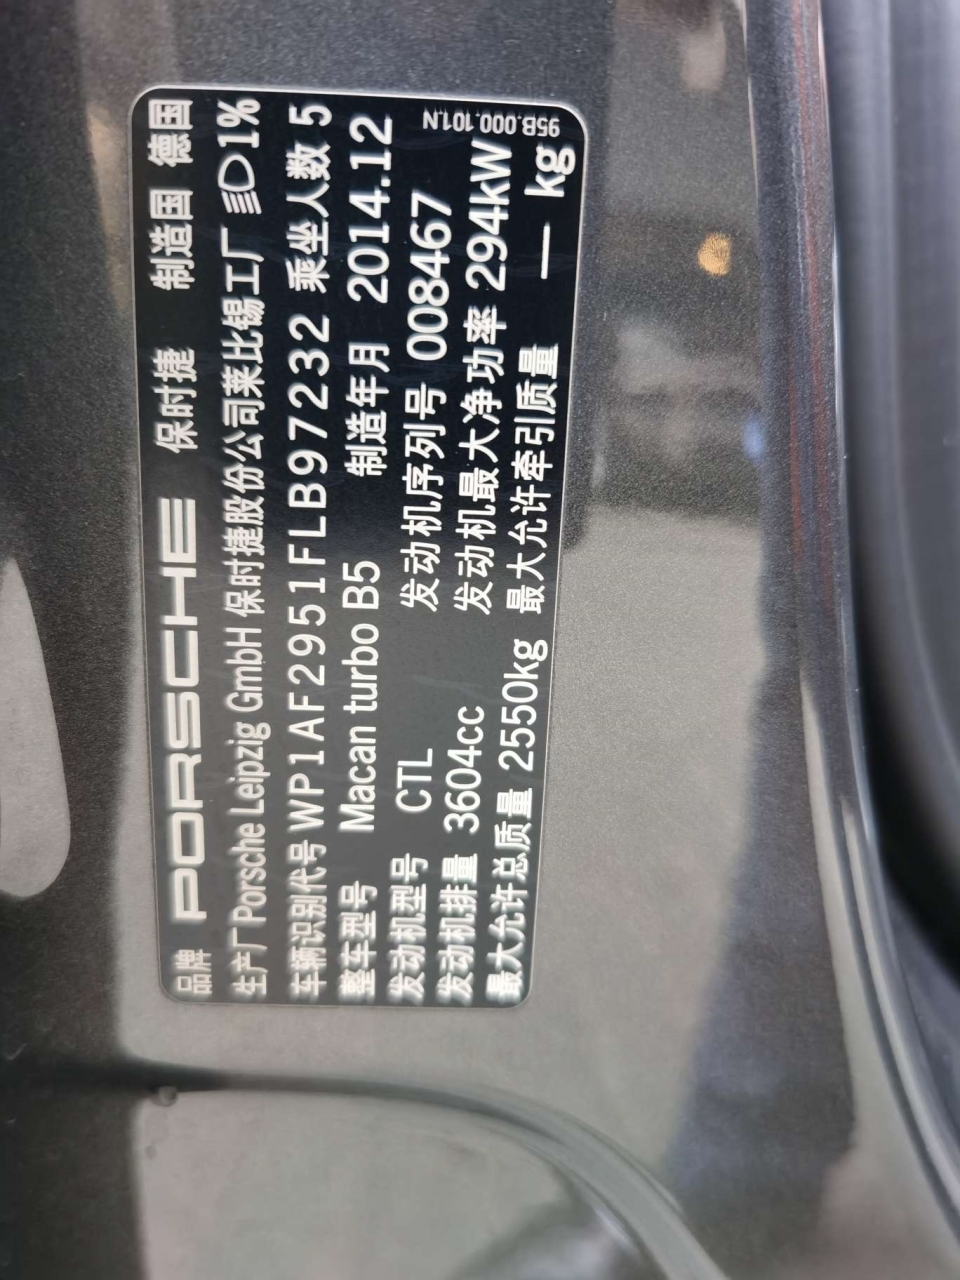 品牌 PORSCHE 保时捷 制造国 德国
生产厂 Porsche Leipzig GmbH 保时捷股份公司莱比锡工厂 1%
车辆识别代号 WP1AF2951FLB97232 乘坐人数 5
整车型号 Macan turbo B5 制造年月 2014.12
发动机型号 CTL 发动机序列号 008467
发动机排量 3604cc 发动机最大净功率 294kW
最大允许总质量 2550kg 最大允许牵引质量 — kg
95B.000.101.N